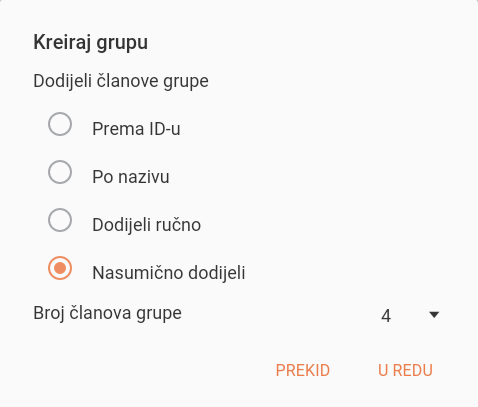 Kreiraj grupu
Dodijeli članove grupe
Prema ID-u
Po nazivu
Dodijeli ručno
Nasumično dodijeli
Broj članova grupe 4
PREKID U REDU